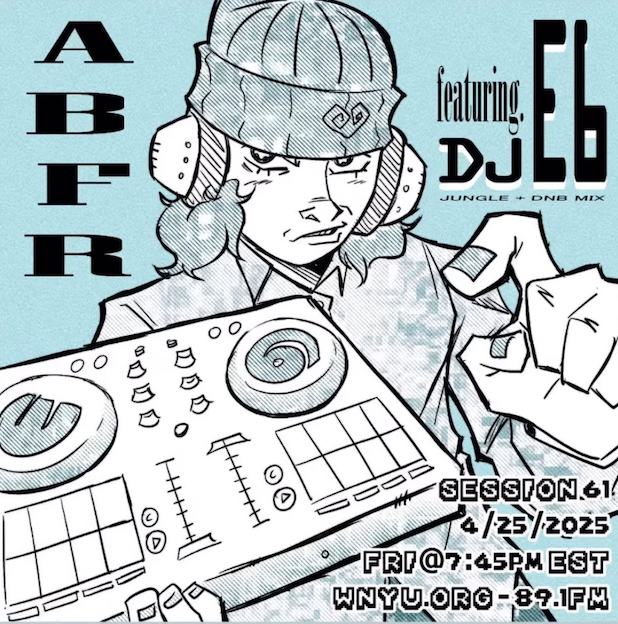 A
B
F
R
featuring.
DJ E6
JUNGLE + DNB MIX
SESSION 61
4/25/2025
FRI@7:45PM EST
WNYU.ORG - 89.1FM